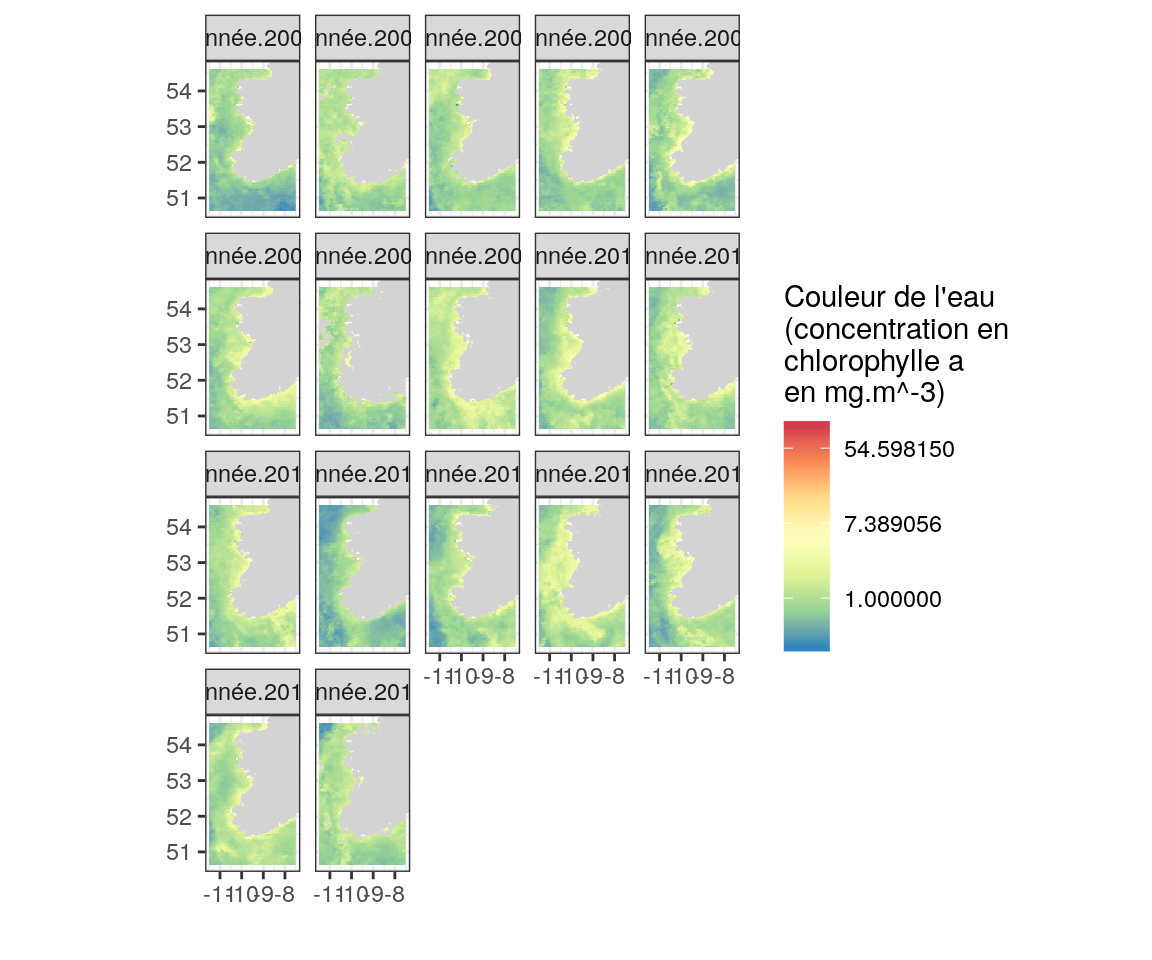 nnée.200 nnée.200 nnée.200 nnée.200 nnée.200
54
53
52
51
nnée.200 nnée.200 nnée.200 nnée.201 nnée.201
54
53
52
51
nnée.201 nnée.201 nnée.201 nnée.201 nnée.201
54
53
52
51
-11 -10 -9 -8 -11 -10 -9 -8 -11 -10 -9 -8
nnée.201 nnée.201
54
53
52
51
-11 -10 -9 -8 -11 -10 -9 -8
Couleur de l'eau
(concentration en
chlorophylle a
en mg.m^-3)
54.598150
7.389056
1.000000